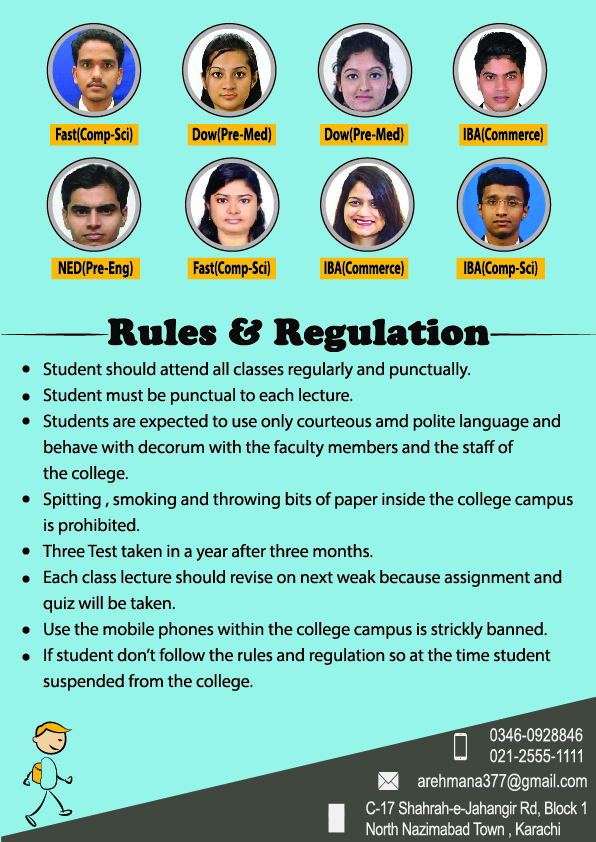 Fast(Comp-Sci) Dow(Pre-Med) Dow(Pre-Med) IBA(Commerce)
NED(Pre-Eng) Fast(Comp-Sci) IBA(Commerce) IBA(Comp-Sci)
Rules & Regulation
• Student should attend all classes regularly and punctually.
• Student must be punctual to each lecture.
• Students are expected to use only courteous amd polite language and
behave with decorum with the faculty members and the staff of
the college.
• Spitting , smoking and throwing bits of paper inside the college campus
is prohibited.
• Three Test taken in a year after three months.
• Each class lecture should revise on next weak because assignment and
quiz will be taken.
• Use the mobile phones within the college campus is strickly banned.
• If student don't follow the rules and regulation so at the time student
suspended from the college.
0346-0928846
021-2555-1111
arehmana377@gmail.com
C-17 Shahrah-e-Jahangir Rd, Block 1
North Nazimabad Town , Karachi